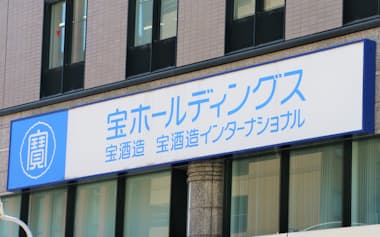 寶
宝ホールディングス
宝酒造 宝酒造インターナショナル